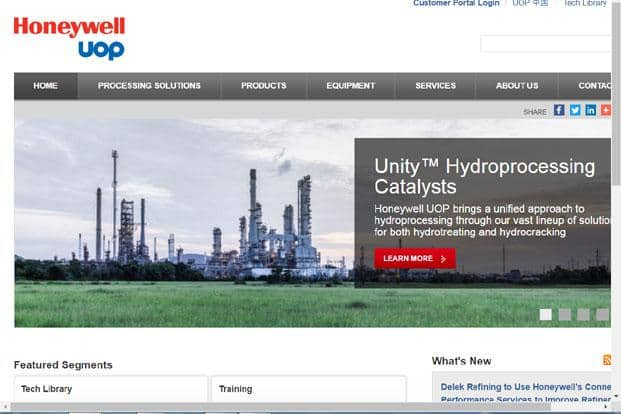 Customer Portal Login UOP 中国 Tech Library
Honeywell
UOP
HOME PROCESSING SOLUTIONS PRODUCTS EQUIPMENT SERVICES ABOUT US CONTAC
SHARE
Unity™ Hydroprocessing
Catalysts
Honeywell UOP brings a unified approach to
hydroprocessing through our vast lineup of solutio
for both hydrotreating and hydrocracking
LEARN MORE
Featured Segments
What's New
Tech Library
Training
Delek Refining to Use Honeywell's Conne
Performance Services to Improve Refiner